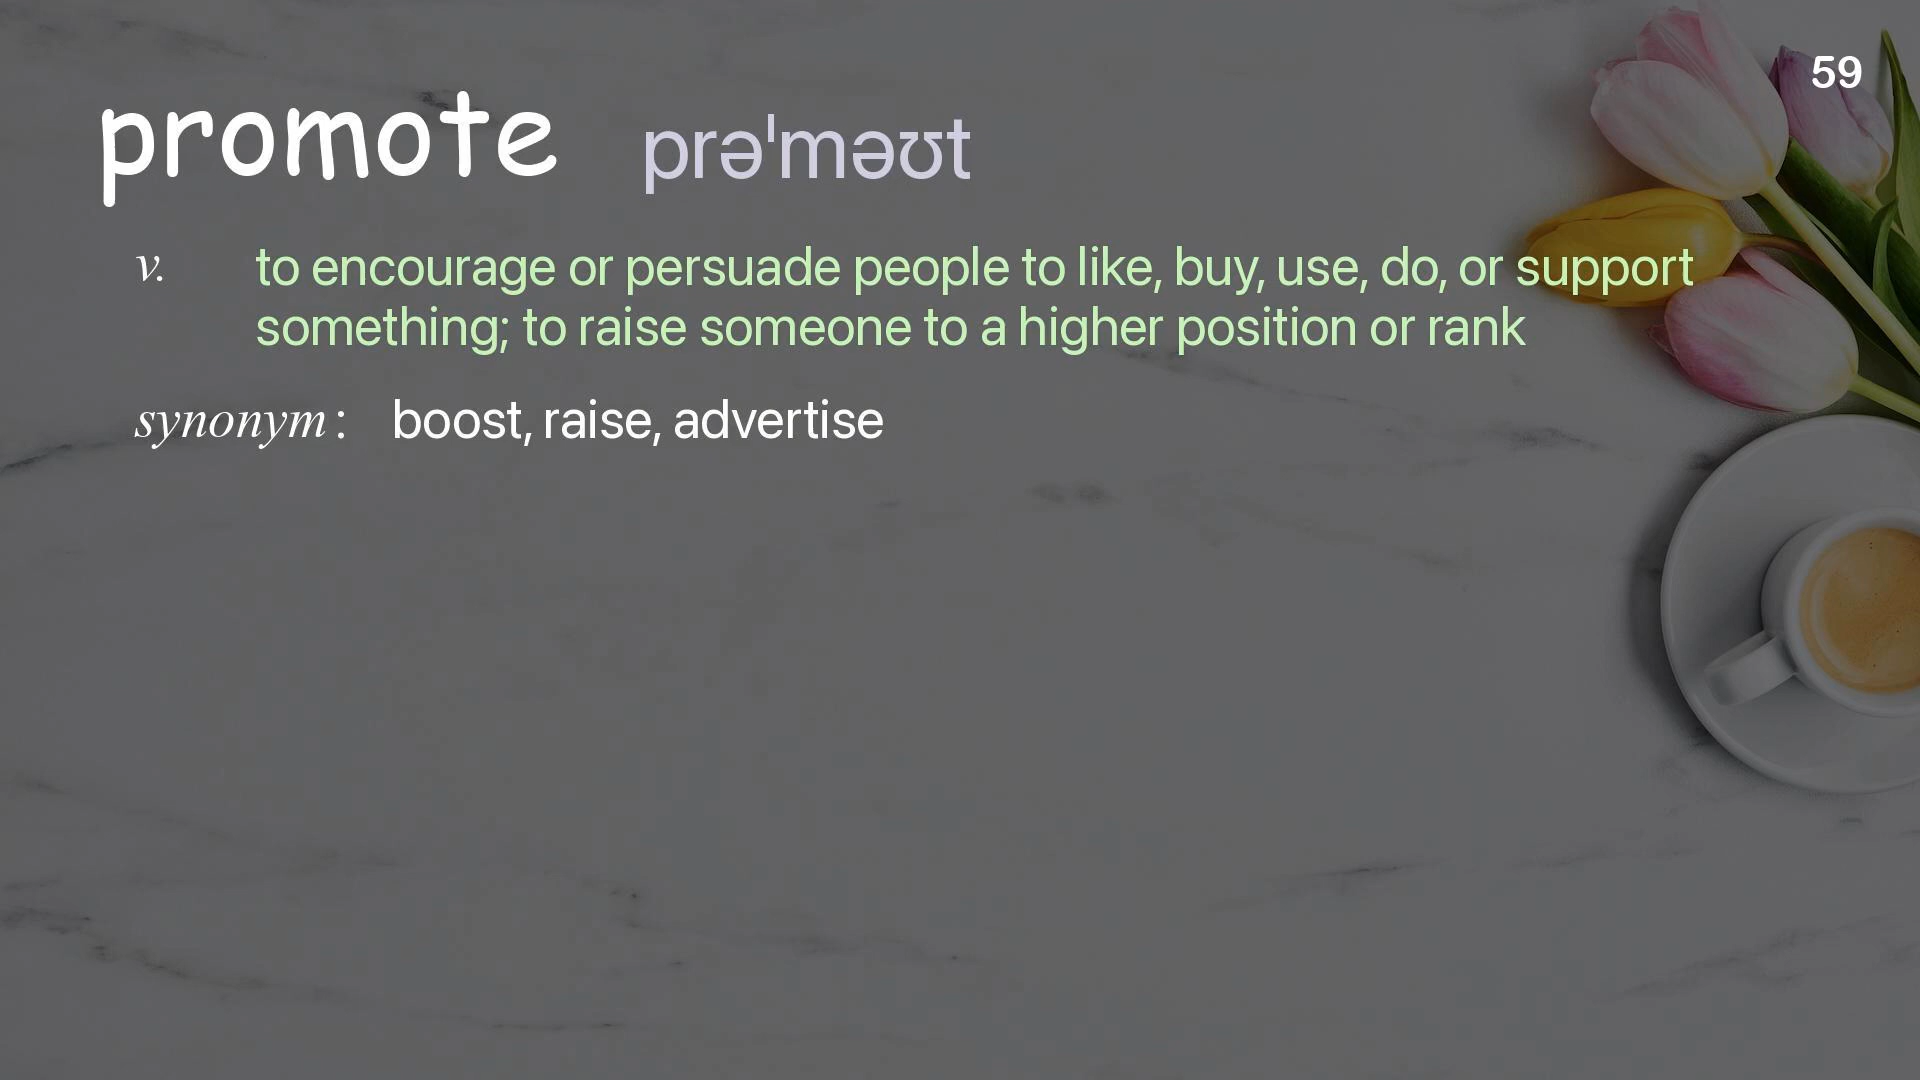 59
promote prəˈməʊt
v. to encourage or persuade people to like, buy, use, do, or support
something; to raise someone to a higher position or rank
synonym : boost, raise, advertise